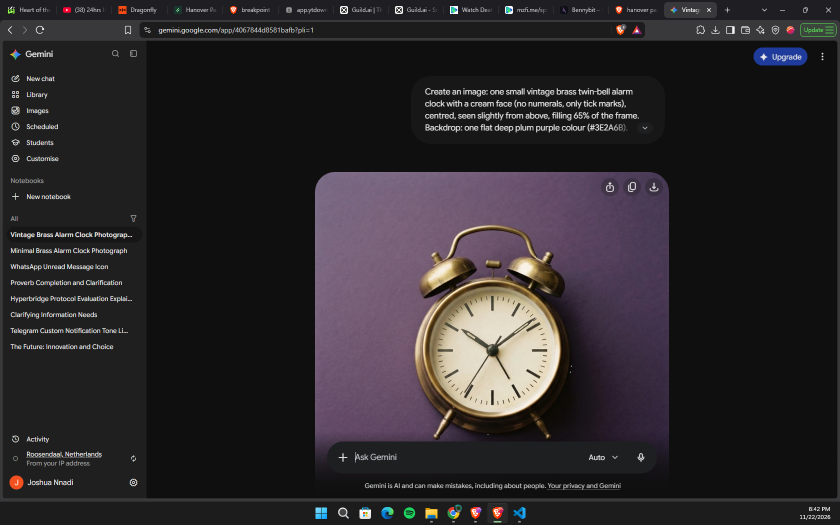 Heart of the
(38) 24hrs
Dragonfly
Hanover Pa
breakpoint
app.ytdown
Guild.ai | T
Guild.ai - S
Watch Dea
mzfi.me/sp
Bennybit -
hanover pa
Vintag
gemini.google.com/app/4067844d8581bafb?pli=1
Update
Gemini
Upgrade
New chat
Library
Images
Scheduled
Students
Customise
Notebooks
New notebook
All
Vintage Brass Alarm Clock Photograp...
Minimal Brass Alarm Clock Photograph
WhatsApp Unread Message Icon
Proverb Completion and Clarification
Hyperbridge Protocol Evaluation Explai...
Clarifying Information Needs
Telegram Custom Notification Tone Li...
The Future: Innovation and Choice
Create an image: one small vintage brass twin-bell alarm
clock with a cream face (no numerals, only tick marks),
centred, seen slightly from above, filling 65% of the frame.
Backdrop: one flat deep plum purple colour (#3E2A6B).
Ask Gemini
Auto
Gemini is AI and can make mistakes, including about people. Your privacy and Gemini
Activity
Roosendaal, Netherlands
From your IP address
J
Joshua Nnadi
8:42 PM
11/22/2026